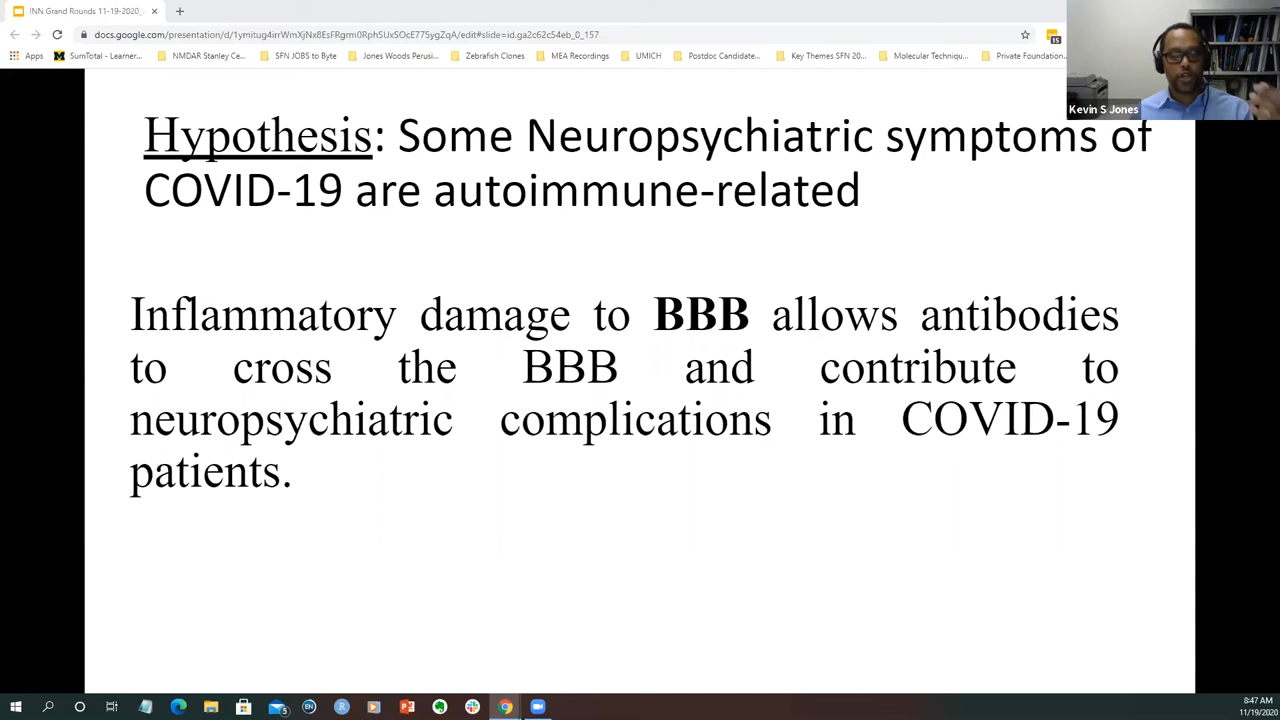 !NN Grand Rounds 11-19-2020_
docs.google.com/presentation/d/1ymitug4irrWmXjNx8EsFRgrm0RphSUxSOcE775ygZqA/edit#slide=id.ga2c62c54eb_0_157
15
Apps SumTotal - Learner... NMDAR Stanley Ce... SFN JOBS to Byte Jones Woods Perusi... Zebrafish Clones MEA Recordings UMICH Postdoc Candidate... Key Themes SFN 20... Molecular Techniqu... Private Foundation...
Kevin S Jones
Hypothesis: Some Neuropsychiatric symptoms of
COVID-19 are autoimmune-related
Inflammatory damage to BBB allows antibodies
to cross the BBB and contribute to
neuropsychiatric complications in COVID-19
patients.
8:47 AM
11/19/2020